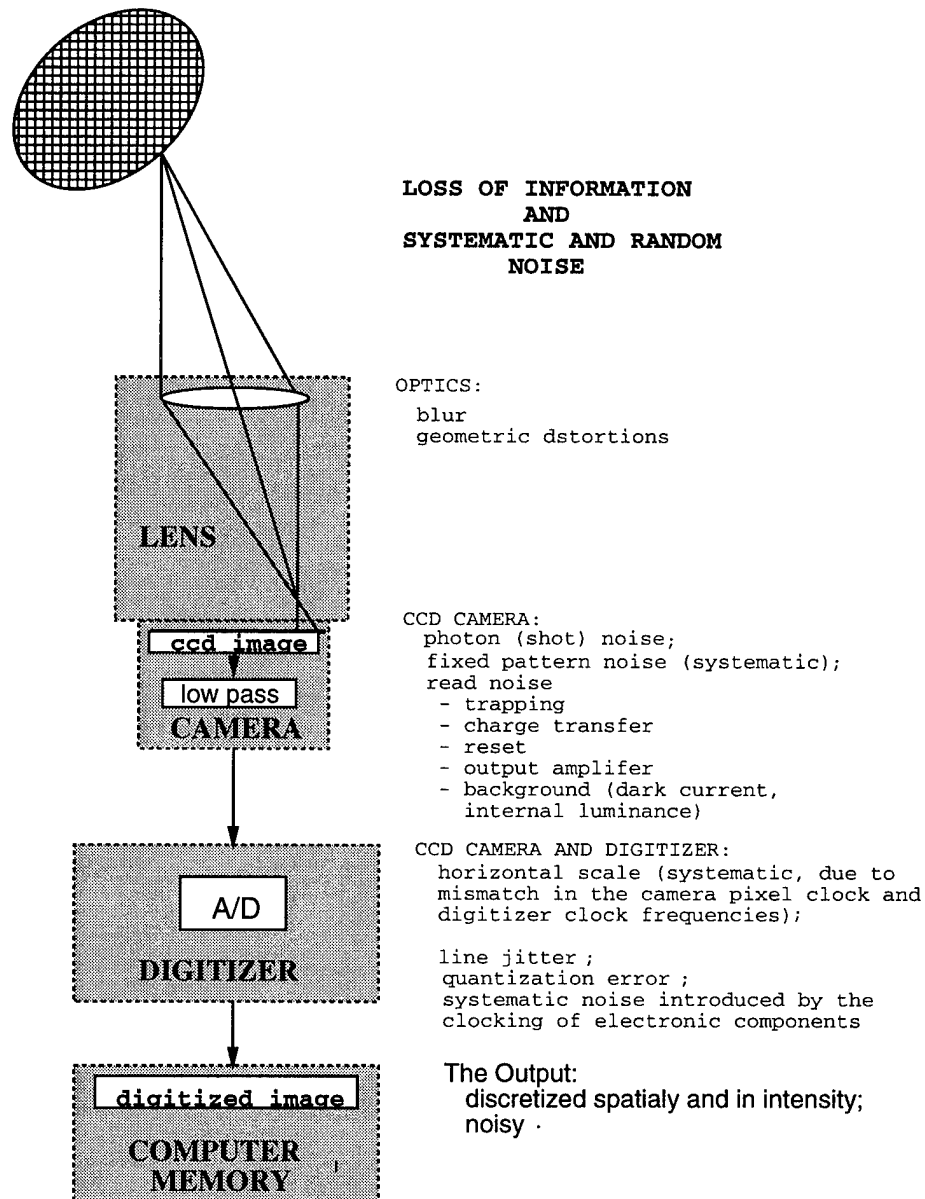 LOSS OF INFORMATION
AND
SYSTEMATIC AND RANDOM
NOISE
OPTICS:
blur
geometric dstortions
LENS
CCD CAMERA:
photon (shot) noise;
fixed pattern noise (systematic);
read noise
- trapping
- charge transfer
- reset
- output amplifer
- background (dark current,
internal luminance)
ccd image
low pass
CAMERA
CCD CAMERA AND DIGITIZER:
horizontal scale (systematic, due to
mismatch in the camera pixel clock and
digitizer clock frequencies);
line jitter ;
quantization error ;
systematic noise introduced by the
clocking of electronic components
A/D
DIGITIZER
The Output:
discretized spatialy and in intensity;
noisy .
digitized image
COMPUTER
MEMORY